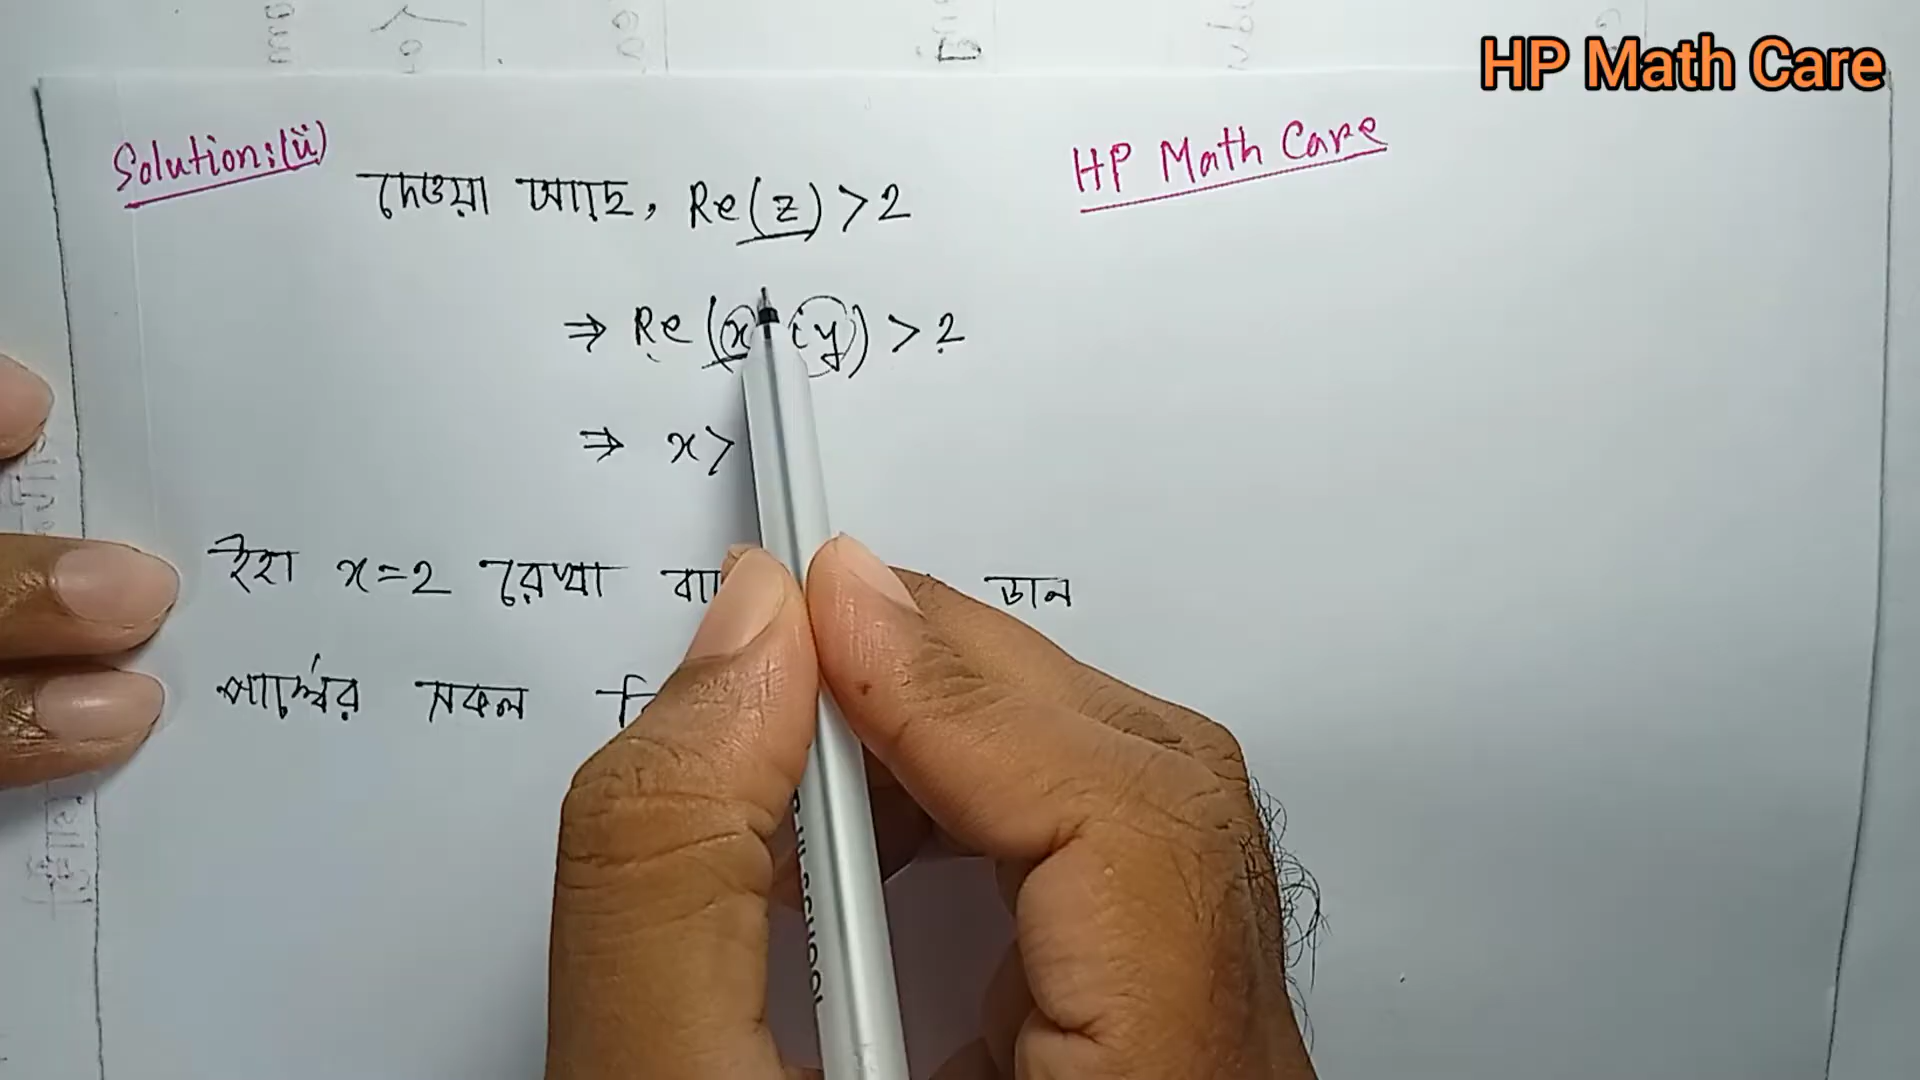 HP Math Care
Solution:(ii)
HP Math Care
দেওয়া আছে, Re(z) > 2
⇒ Re (x iy) > 2
⇒ x >
ইহা x=2 রেখা ডান
পার্শ্বের সকল